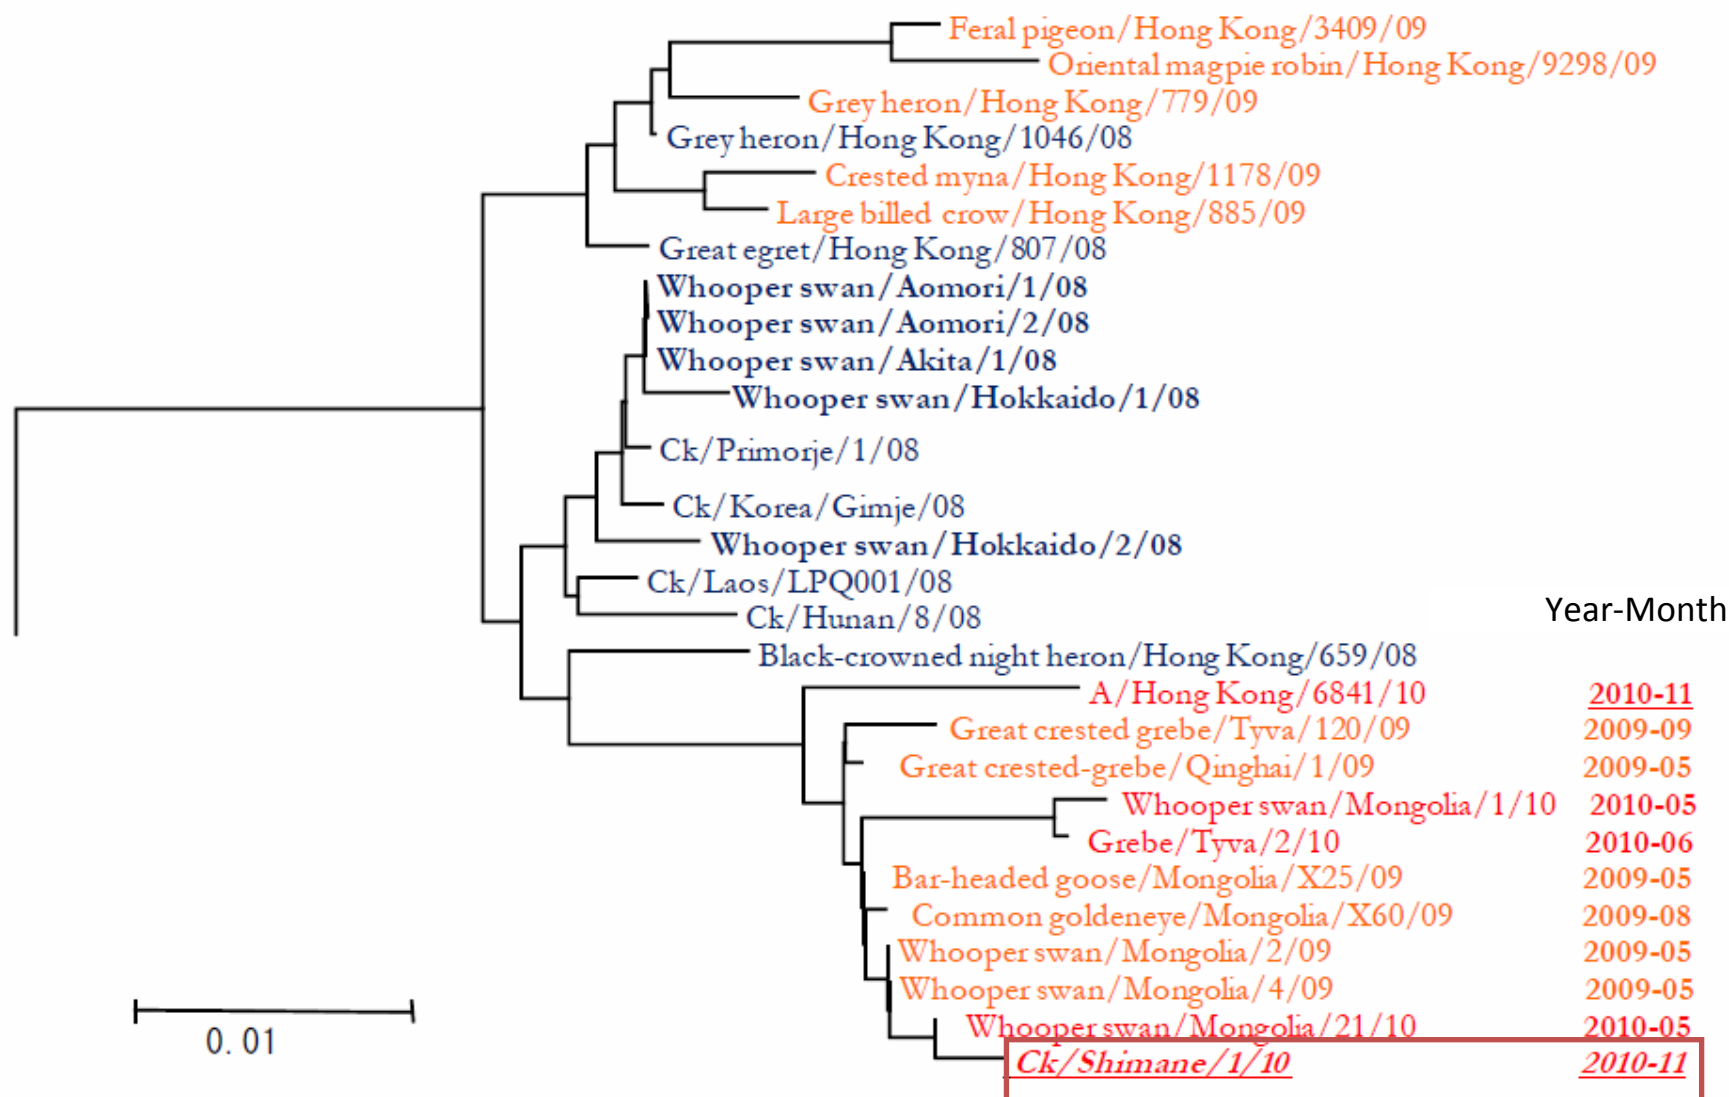 Feral pigeon/Hong Kong/3409/09
Oriental magpie robin/Hong Kong/9298/09
Grey heron/Hong Kong/779/09
Grey heron/Hong Kong/1046/08
Crested myna/Hong Kong/1178/09
Large billed crow/Hong Kong/885/09
Great egret/Hong Kong/807/08
Whooper swan/Aomori/1/08
Whooper swan/Aomori/2/08
Whooper swan/Akita/1/08
Whooper swan/Hokkaido/1/08
Ck/Primorje/1/08
Ck/Korea/Gimje/08
Whooper swan/Hokkaido/2/08
Ck/Laos/LPQ001/08
Ck/Hunan/8/08
Year-Month
Black-crowned night heron/Hong Kong/659/08
A/Hong Kong/6841/10 2010-11
Great crested grebe/Tyva/120/09 2009-09
Great crested-grebe/Qinghai/1/09 2009-05
Whooper swan/Mongolia/1/10 2010-05
Grebe/Tyva/2/10 2010-06
Bar-headed goose/Mongolia/X25/09 2009-05
Common goldeneye/Mongolia/X60/09 2009-08
Whooper swan/Mongolia/2/09 2009-05
Whooper swan/Mongolia/4/09 2009-05
Whooper swan/Mongolia/21/10 2010-05
0.01
Ck/Shimane/1/10 2010-11